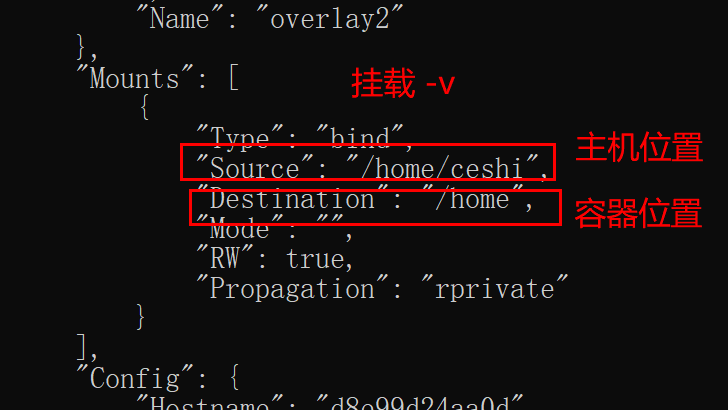 "Name": "overlay2"
},
"Mounts": [
挂载 -v
{
"Type": "bind",
"Source": "/home/ceshi",
主机位置
"Destination": "/home",
容器位置
"Mode": "",
"RW": true,
"Propagation": "rprivate"
}
],
"Config": {
"Hostname": "d8e99d24aa0d"